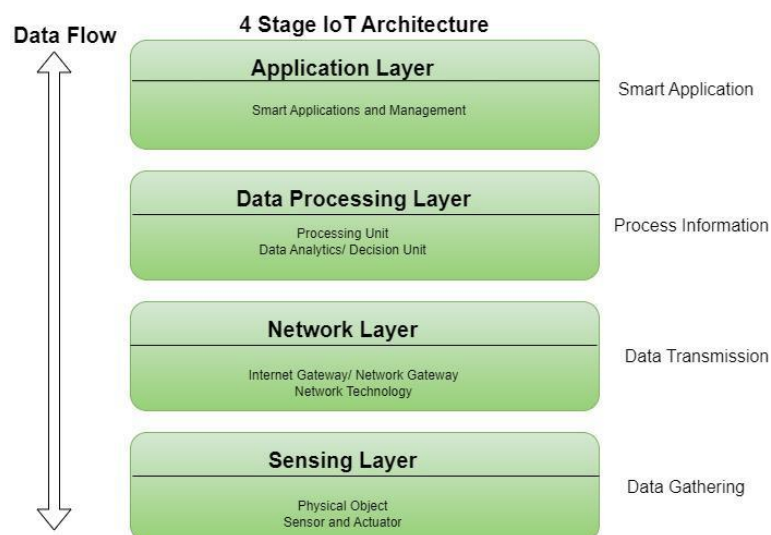 4 Stage IoT Architecture
Data Flow
Application Layer
Smart Applications and Management
Smart Application
Data Processing Layer
Processing Unit
Data Analytics/ Decision Unit
Process Information
Network Layer
Internet Gateway/ Network Gateway
Network Technology
Data Transmission
Sensing Layer
Physical Object
Sensor and Actuator
Data Gathering